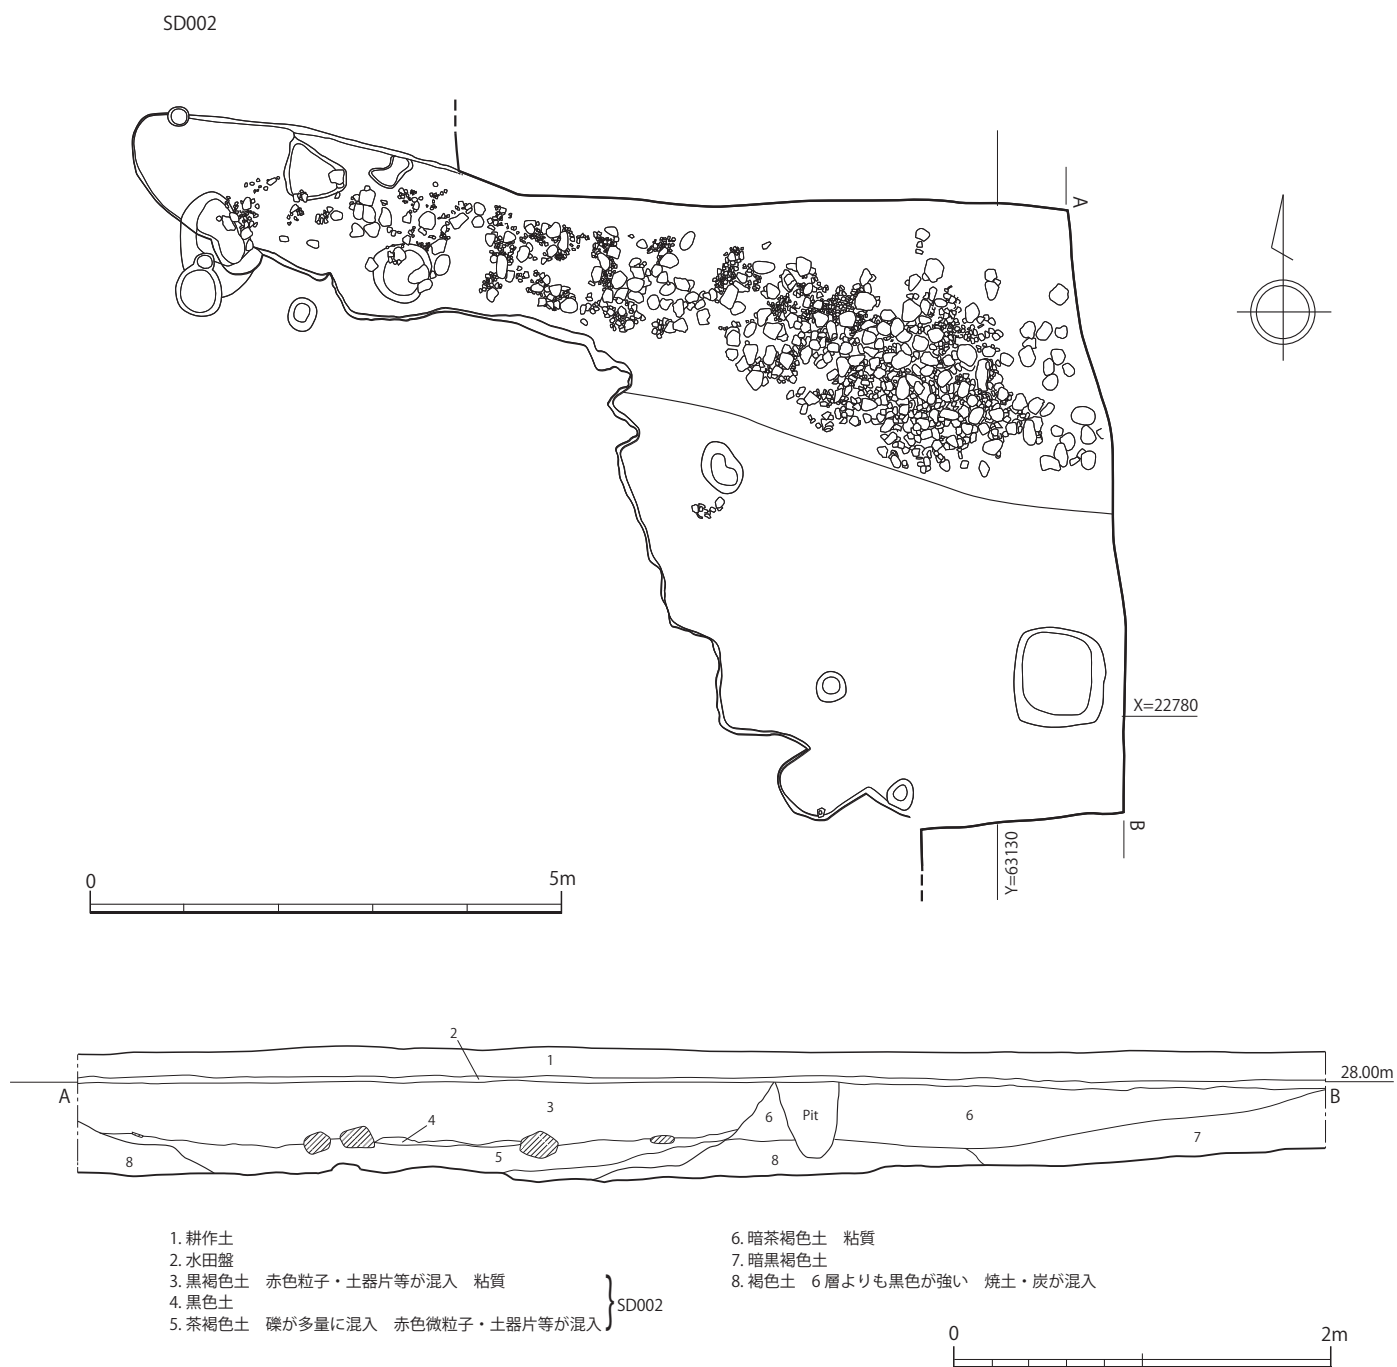 SD002
A
X=22780
B
Y=63130
0 5m
2
1
28.00m
A
B
3
4
6
Pit
6
7
5
8
8
1. 耕作土
2. 水田盤
3. 黒褐色土　赤色粒子・土器片等が混入　粘質
4. 黒色土
5. 茶褐色土　礫が多量に混入　赤色微粒子・土器片等が混入
SD002
6. 暗茶褐色土　粘質
7. 暗黒褐色土
8. 褐色土　6 層よりも黒色が強い　焼土・炭が混入
0 2m